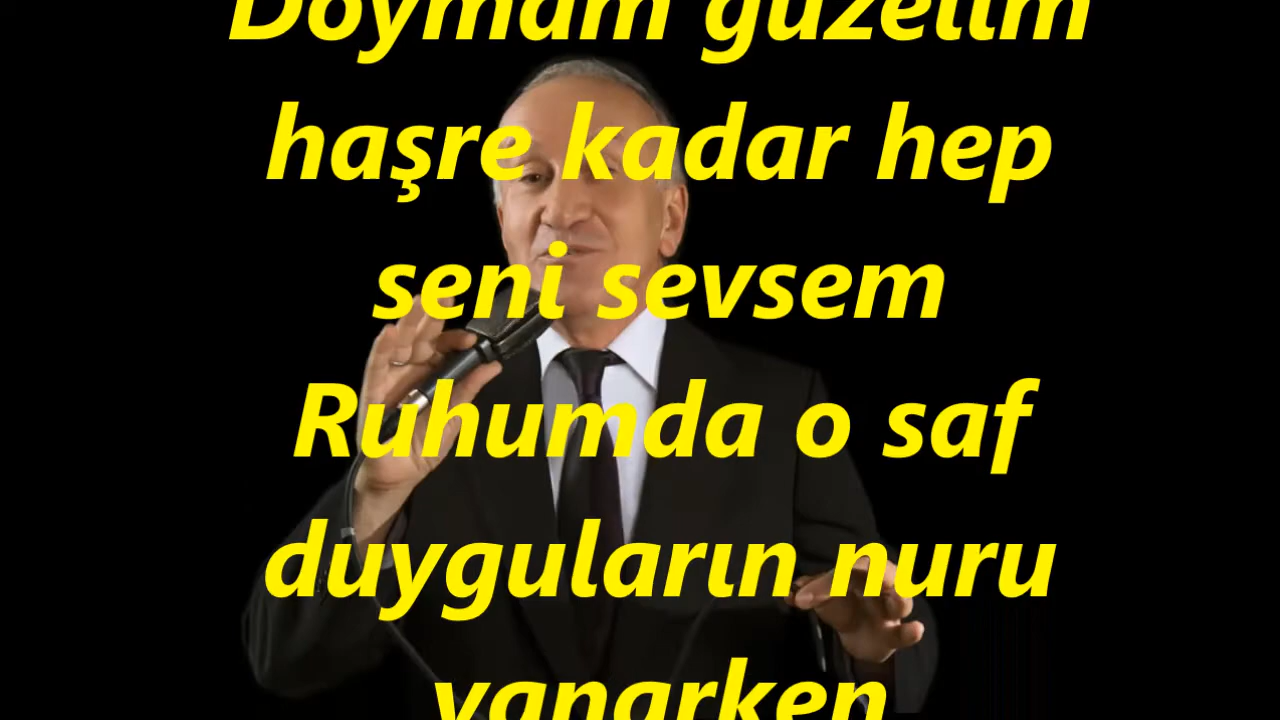 Doymam güzelim
haşre kadar hep
seni sevsem
Ruhumda o saf
duyguların nuru
yanarken